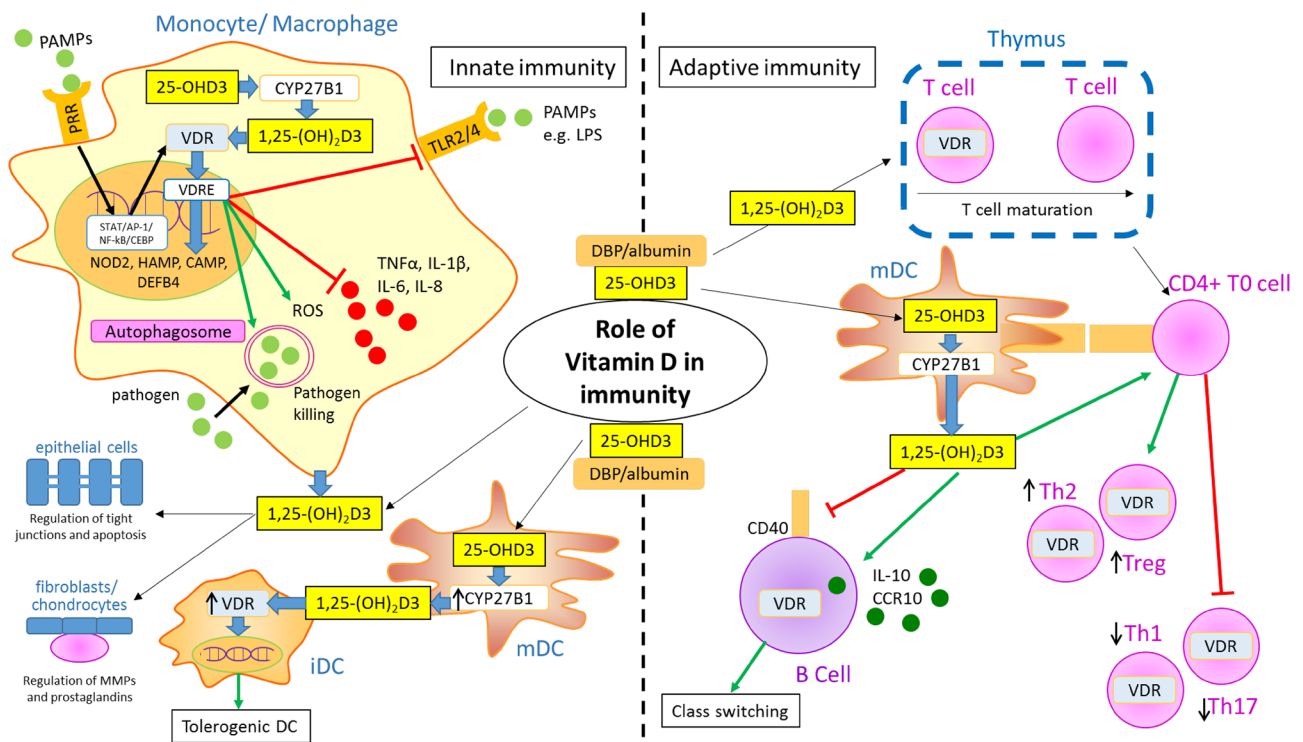 Monocyte/ Macrophage
PAMPs
PRR
25-OHD3
CYP27B1
VDR
1,25-(OH)₂D3
TLR2/4
PAMPs
e.g. LPS
VDRE
STAT/AP-1/
NF-kB/CEBP
NOD2, HAMP, CAMP,
DEFB4
TNFα, IL-1β,
IL-6, IL-8
ROS
Autophagosome
pathogen
Pathogen
killing
Innate immunity
Adaptive immunity
Thymus
T cell
T cell
VDR
T cell maturation
1,25-(OH)₂D3
DBP/albumin
25-OHD3
Role of
Vitamin D in
immunity
25-OHD3
DBP/albumin
mDC
25-OHD3
CYP27B1
1,25-(OH)₂D3
CD4+ T0 cell
Th2
VDR
VDR
Treg
Th1
VDR
VDR
Th17
CD40
VDR
IL-10
CCR10
B Cell
Class switching
epithelial cells
Regulation of tight
junctions and apoptosis
1,25-(OH)₂D3
fibroblasts/
chondrocytes
Regulation of MMPs
and prostaglandins
25-OHD3
CYP27B1
mDC
1,25-(OH)₂D3
VDR
iDC
Tolerogenic DC